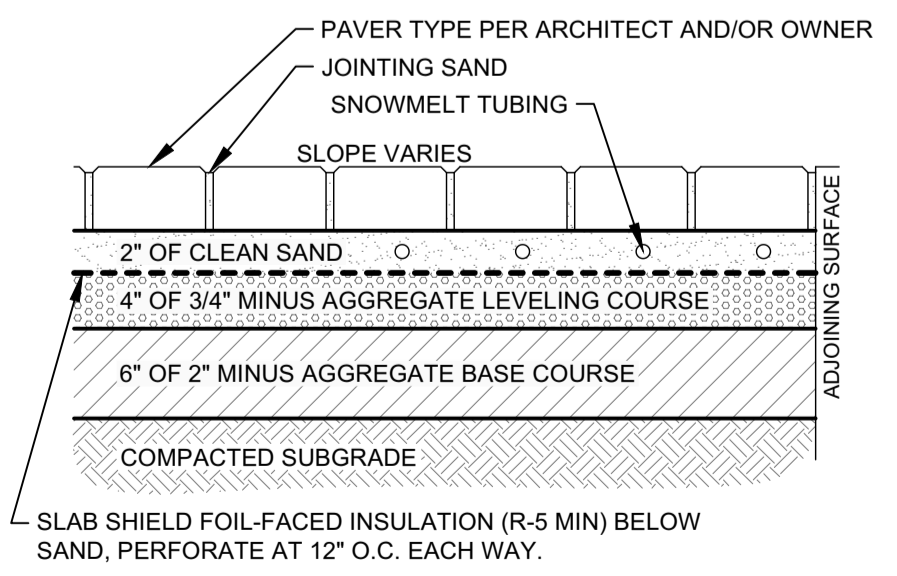 PAVER TYPE PER ARCHITECT AND/OR OWNER
JOINTING SAND
SNOWMELT TUBING
SLOPE VARIES
ADJOINING SURFACE
2" OF CLEAN SAND
4" OF 3/4" MINUS AGGREGATE LEVELING COURSE
6" OF 2" MINUS AGGREGATE BASE COURSE
COMPACTED SUBGRADE
SLAB SHIELD FOIL-FACED INSULATION (R-5 MIN) BELOW
SAND, PERFORATE AT 12" O.C. EACH WAY.